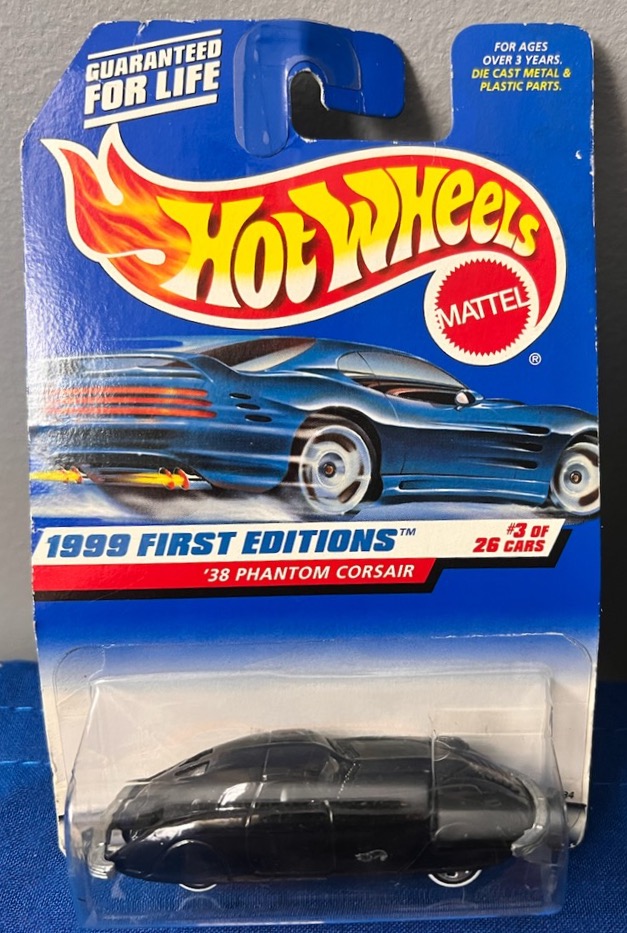 GUARANTEED
FOR LIFE
FOR AGES
OVER 3 YEARS.
DIE CAST METAL &
PLASTIC PARTS.
HOT WHEELS
MATTEL
®
1999 FIRST EDITIONS™
#3 OF
26 CARS
'38 PHANTOM CORSAIR